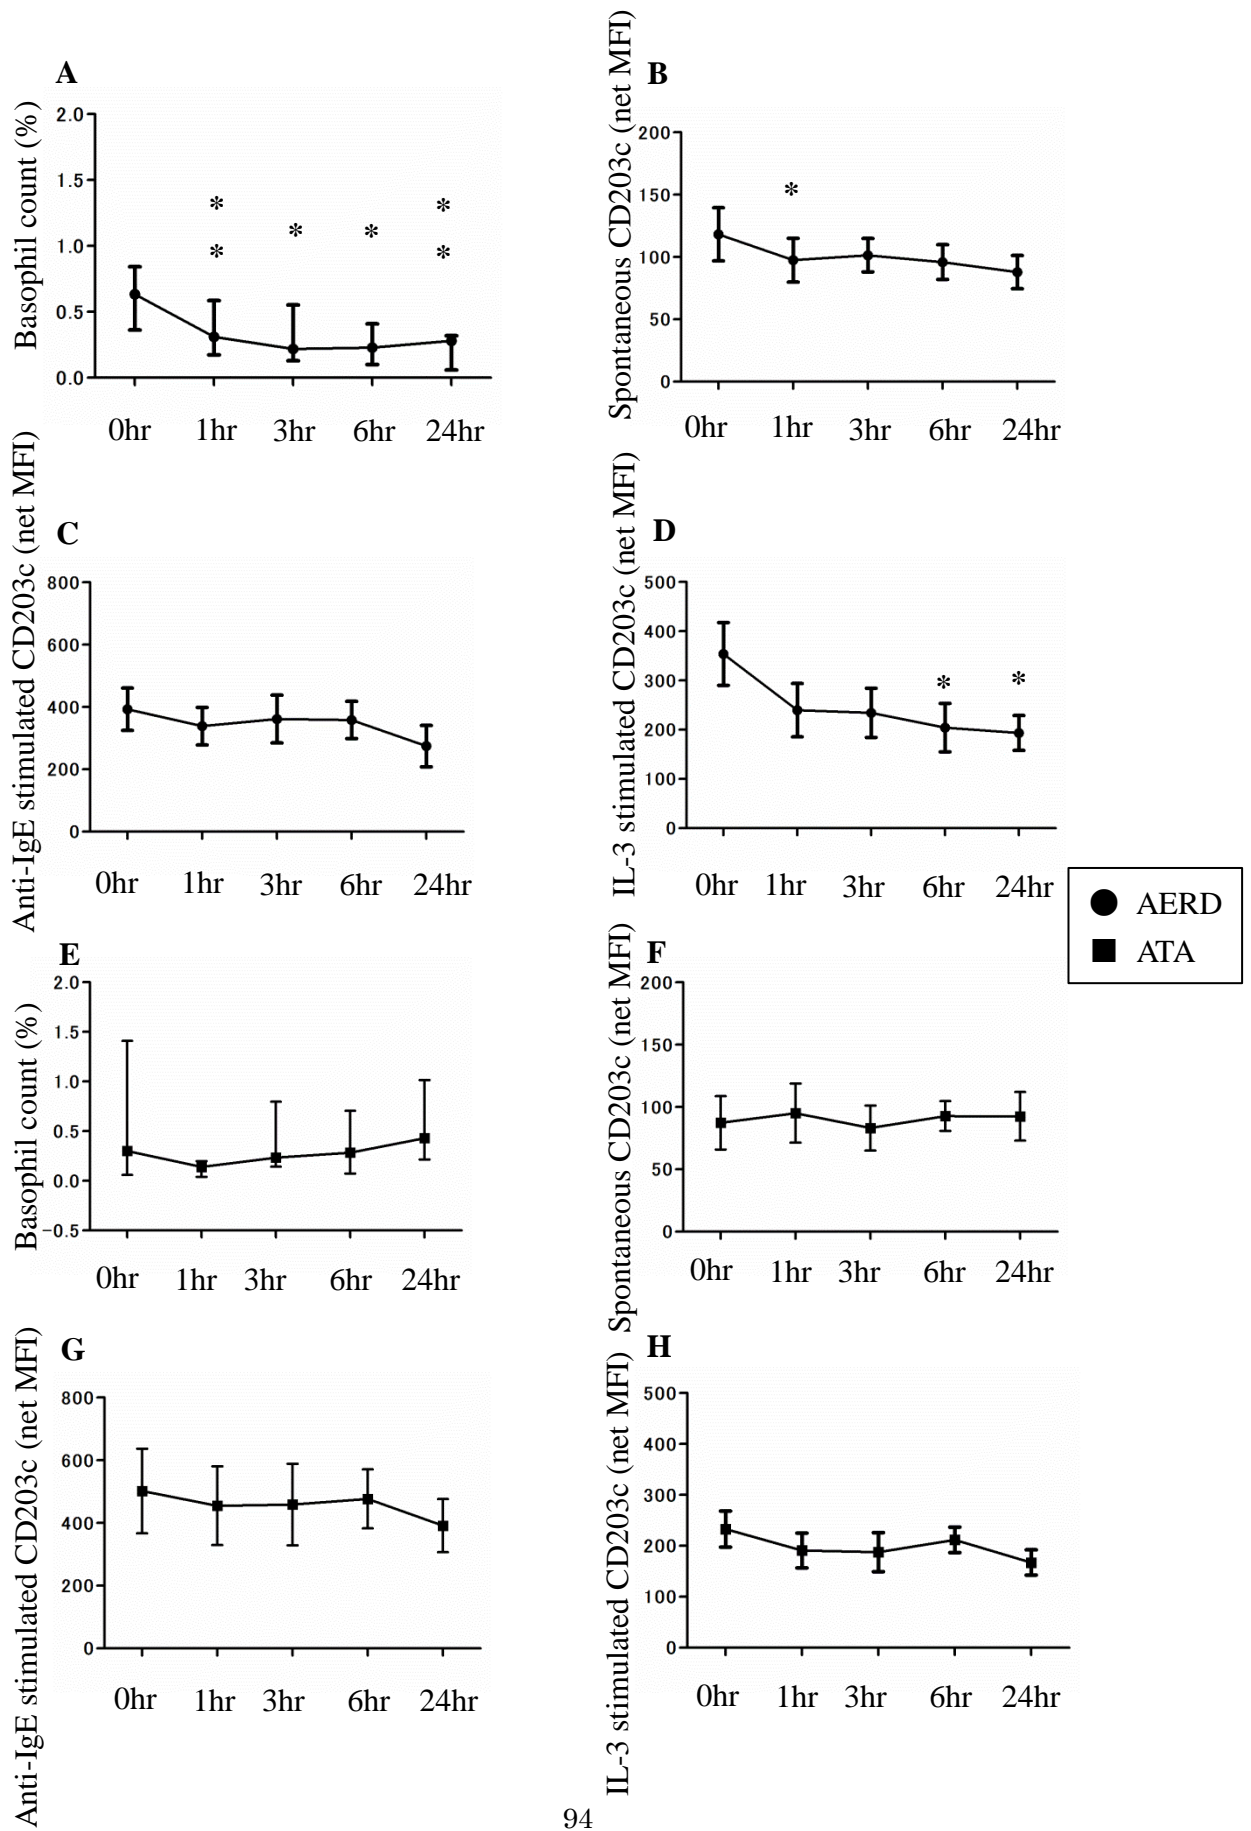 A
Basophil count (%)
2.0
1.5
1.0
0.5
0.0
* * * *
* *
0hr 1hr 3hr 6hr 24hr
B
Spontaneous CD203c (net MFI)
200
150
100
50
0
*
0hr 1hr 3hr 6hr 24hr
C
Anti-IgE stimulated CD203c (net MFI)
800
600
400
200
0
0hr 1hr 3hr 6hr 24hr
D
IL-3 stimulated CD203c (net MFI)
500
400
300
200
100
0
* *
0hr 1hr 3hr 6hr 24hr
AERD
ATA
E
Basophil count (%)
2.0
1.5
1.0
0.5
0.0
-0.5
0hr 1hr 3hr 6hr 24hr
F
Spontaneous CD203c (net MFI)
200
150
100
50
0
0hr 1hr 3hr 6hr 24hr
G
Anti-IgE stimulated CD203c (net MFI)
800
600
400
200
0
0hr 1hr 3hr 6hr 24hr
H
IL-3 stimulated CD203c (net MFI)
500
400
300
200
100
0
0hr 1hr 3hr 6hr 24hr
94